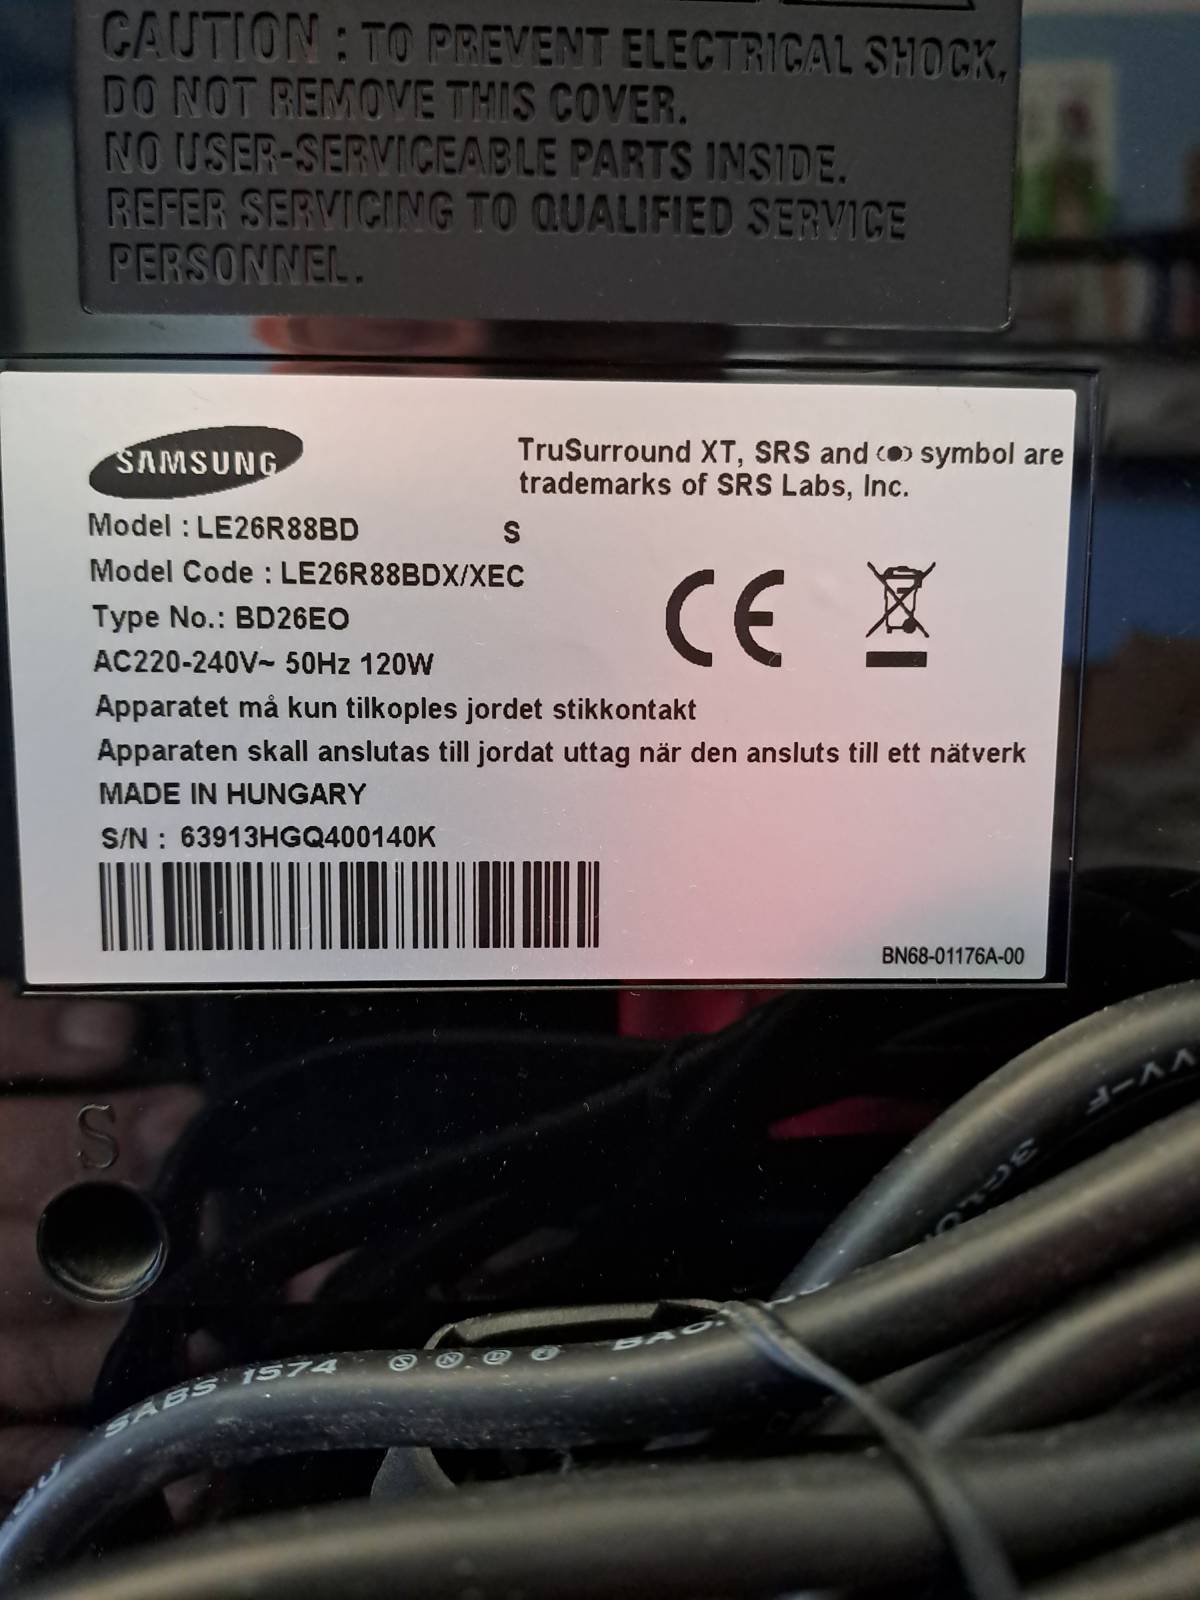 CAUTION : TO PREVENT ELECTRICAL SHOCK,
DO NOT REMOVE THIS COVER.
NO USER-SERVICEABLE PARTS INSIDE.
REFER SERVICING TO QUALIFIED SERVICE
PERSONNEL.
SAMSUNG
TruSurround XT, SRS and symbol are
trademarks of SRS Labs, Inc.
Model : LE26R88BD S
Model Code : LE26R88BDX/XEC
Type No.: BD26EO
AC220-240V~ 50Hz 120W
CE
Apparatet må kun tilkoples jordet stikkontakt
Apparaten skall anslutas till jordat uttag när den ansluts till ett nätverk
MADE IN HUNGARY
S/N : 63913HGQ400140K
BN68-01176A-00
S
VV-F
SABS 1574